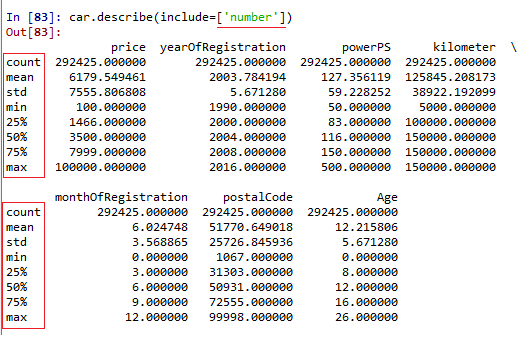 In [83]: car.describe(include=['number'])
Out[83]:
price yearOfRegistration powerPS kilometer \
count 292425.000000 292425.000000 292425.000000 292425.000000
mean 6179.549461 2003.784194 127.356119 125845.208173
std 7555.806808 5.671280 59.228252 38922.192099
min 100.000000 1990.000000 50.000000 5000.000000
25% 1466.000000 2000.000000 83.000000 100000.000000
50% 3500.000000 2004.000000 116.000000 150000.000000
75% 7999.000000 2008.000000 150.000000 150000.000000
max 100000.000000 2016.000000 500.000000 150000.000000
monthOfRegistration postalCode Age
count 292425.000000 292425.000000 292425.000000
mean 6.024748 51770.649018 12.215806
std 3.568865 25726.845936 5.671280
min 0.000000 1067.000000 0.000000
25% 3.000000 31303.000000 8.000000
50% 6.000000 50931.000000 12.000000
75% 9.000000 72555.000000 16.000000
max 12.000000 99998.000000 26.000000